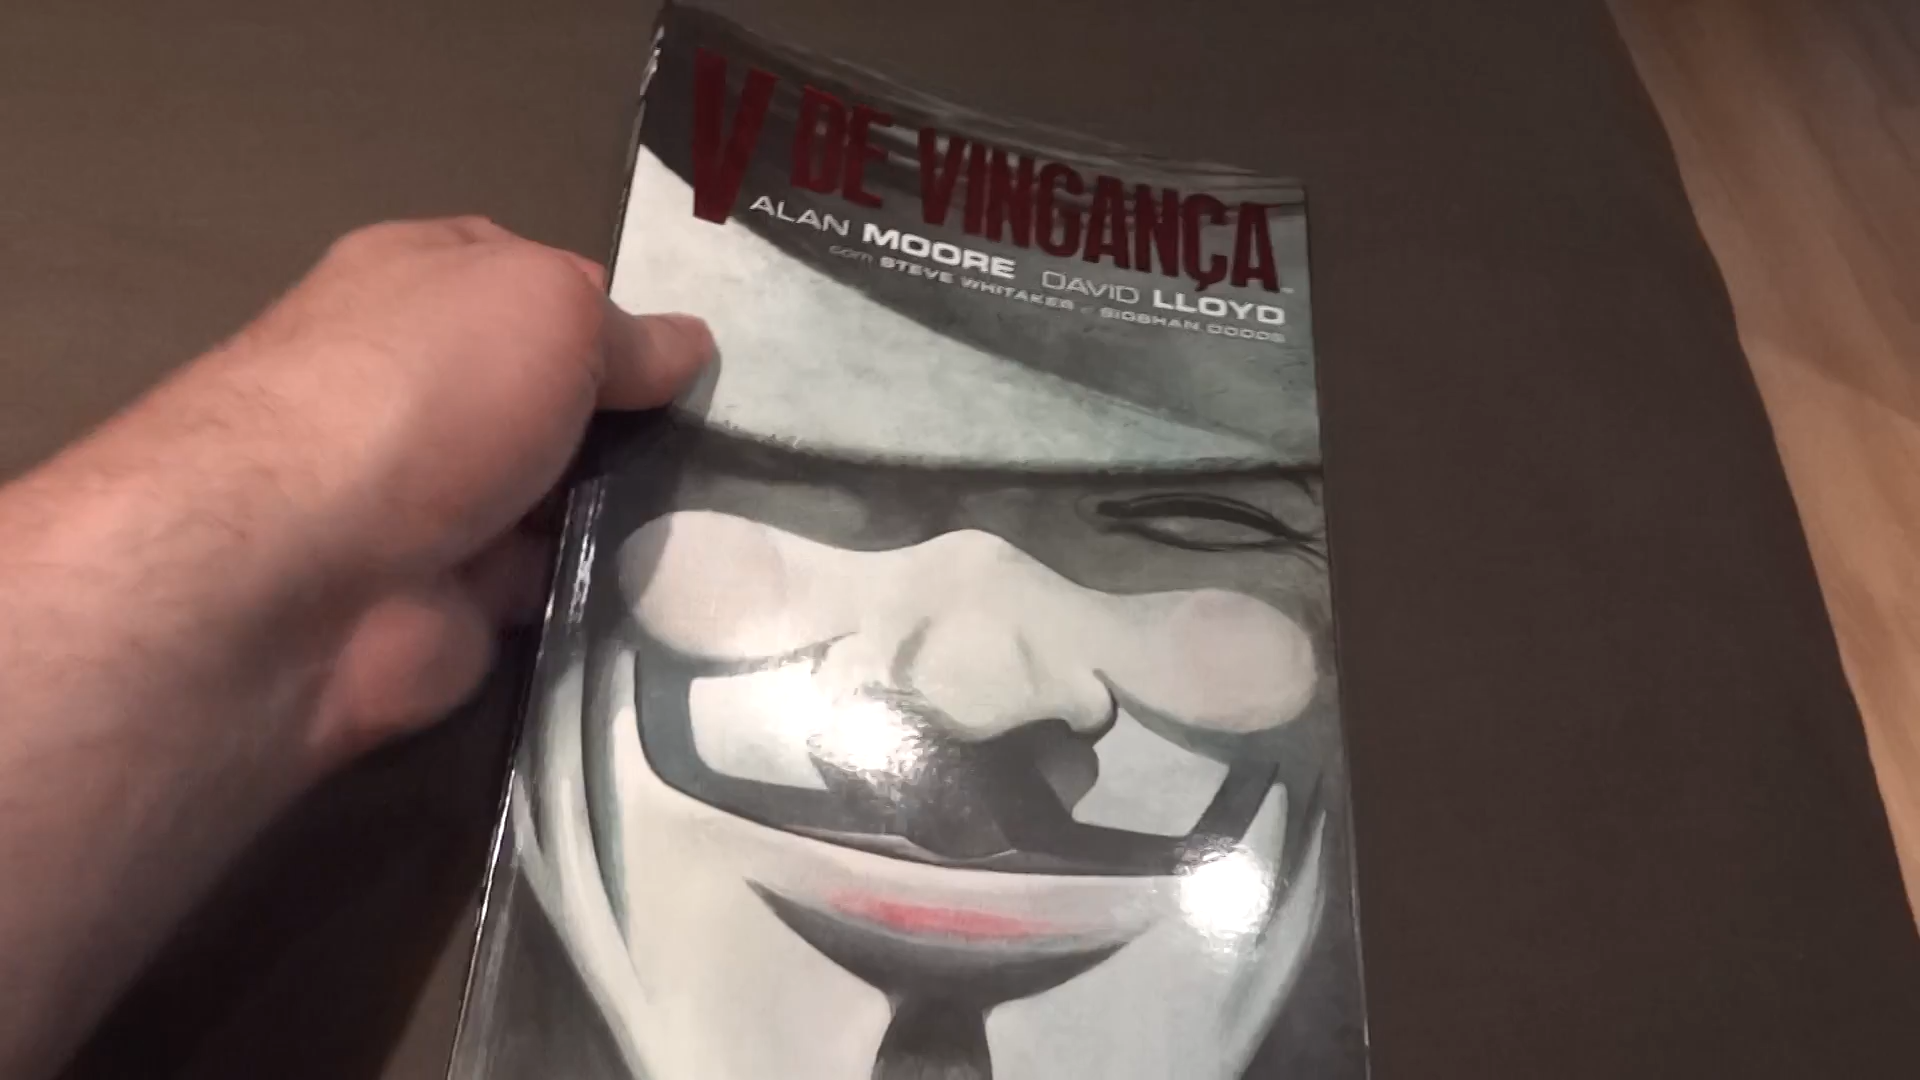 V DE VINGANÇA
ALAN MOORE DAVID LLOYD
com STEVE WHITAKER e SIOBHAN DODDS